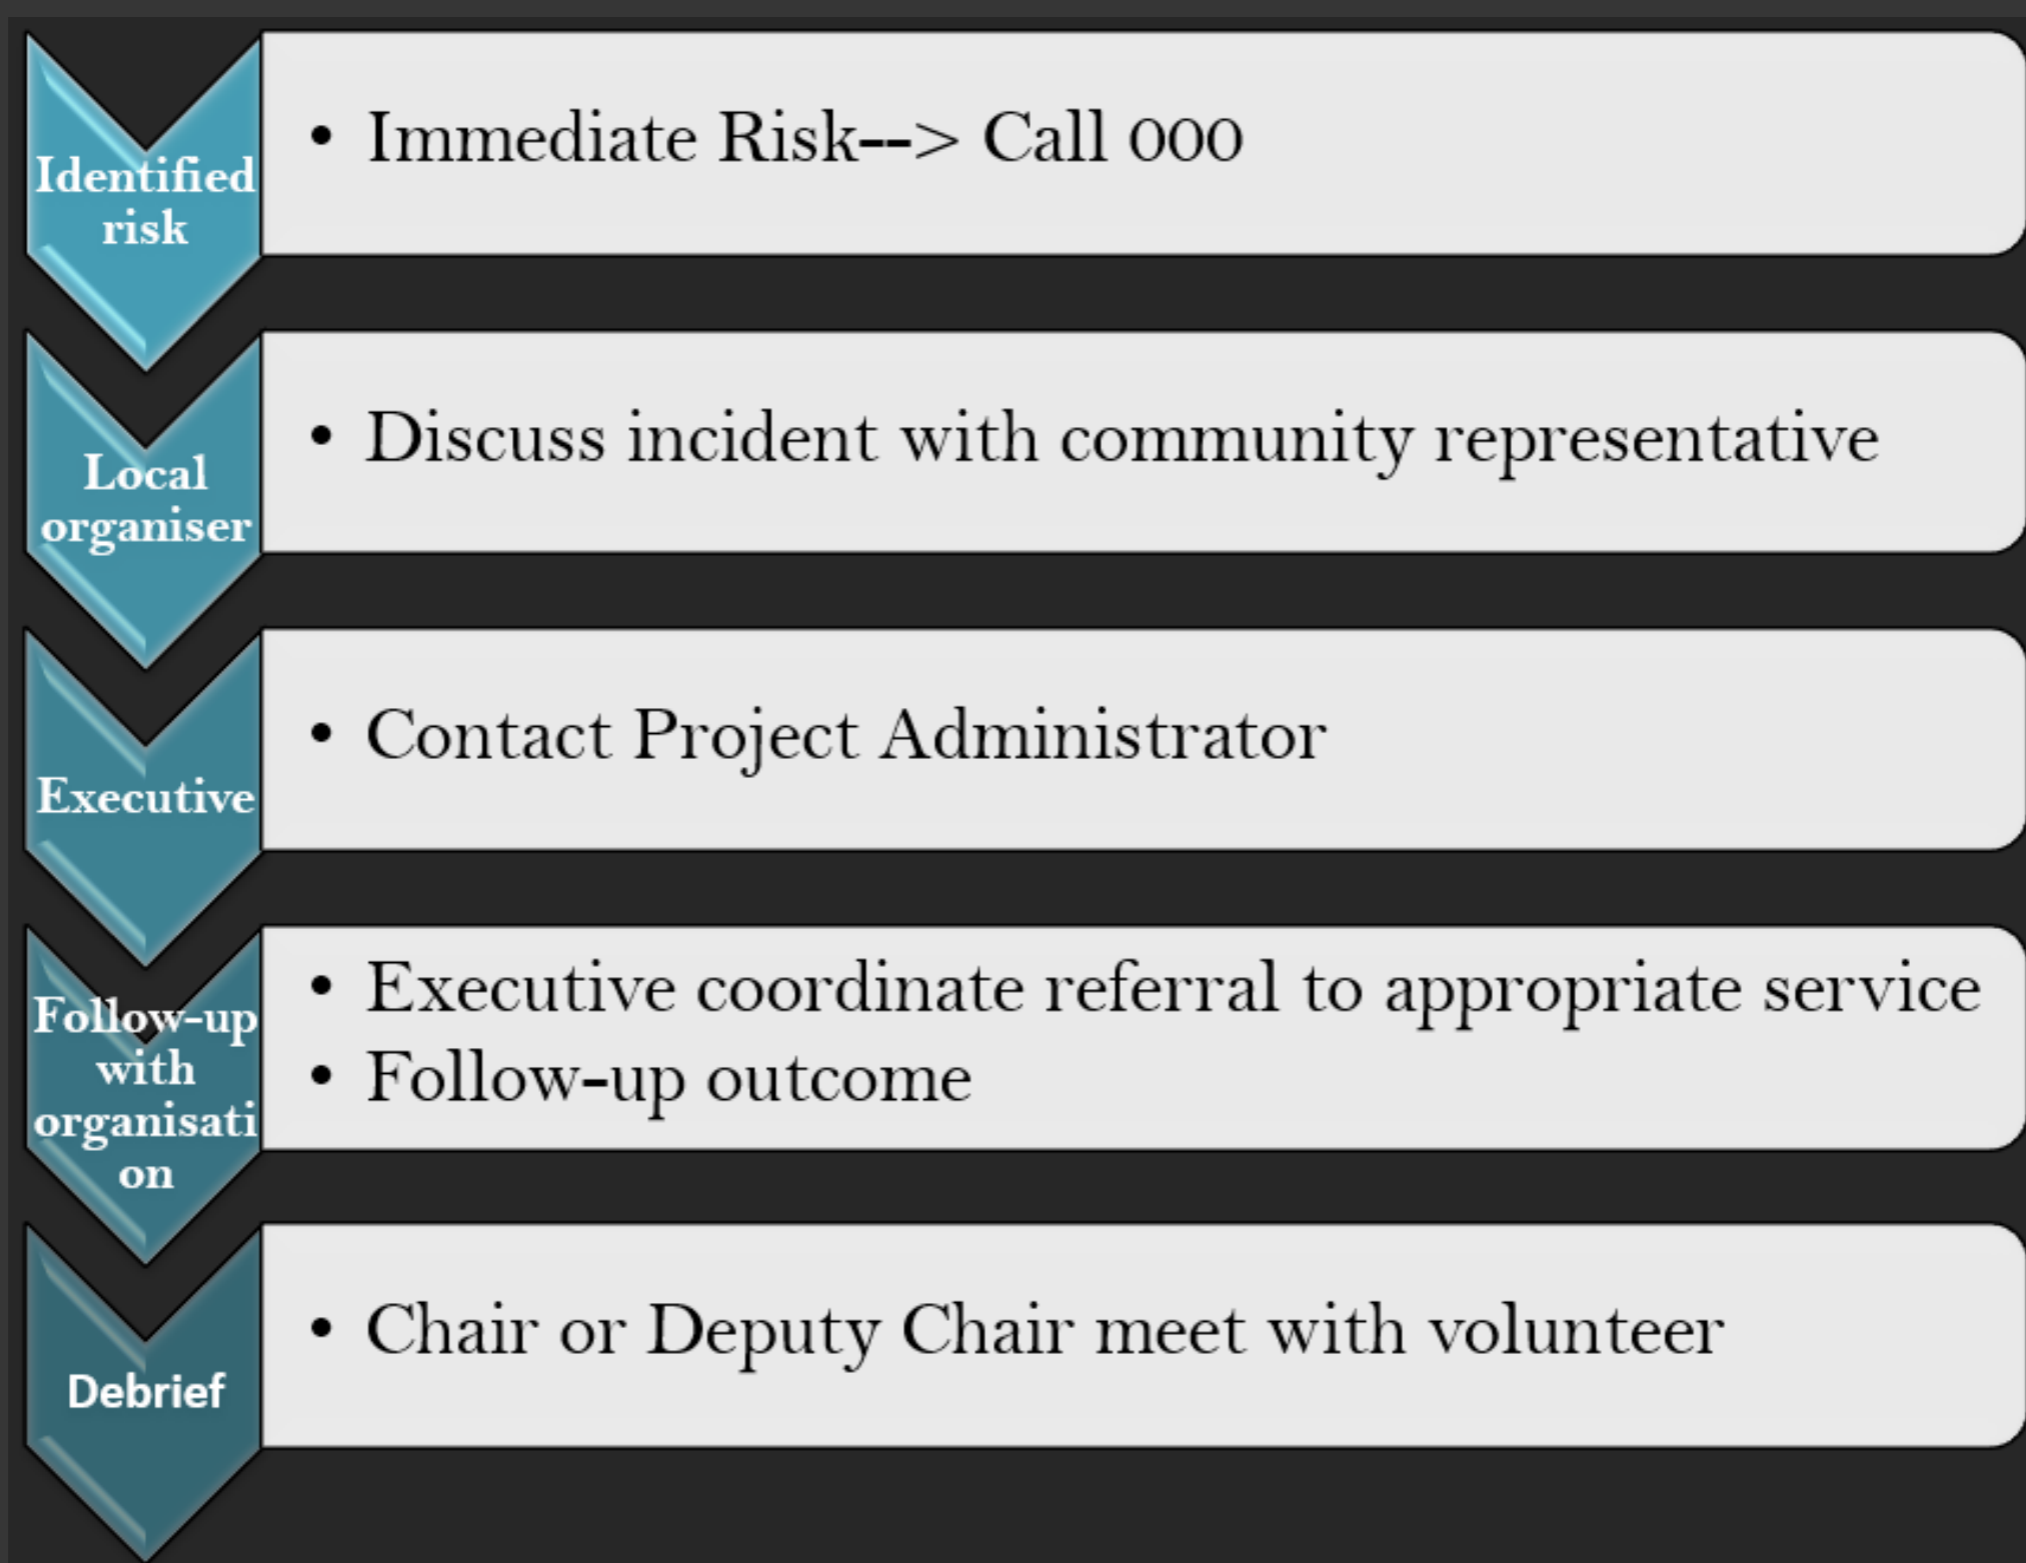 Identified
risk
• Immediate Risk--> Call 000
Local
organiser
• Discuss incident with community representative
Executive
• Contact Project Administrator
Follow-up
with
organisati
on
• Executive coordinate referral to appropriate service
• Follow-up outcome
Debrief
• Chair or Deputy Chair meet with volunteer